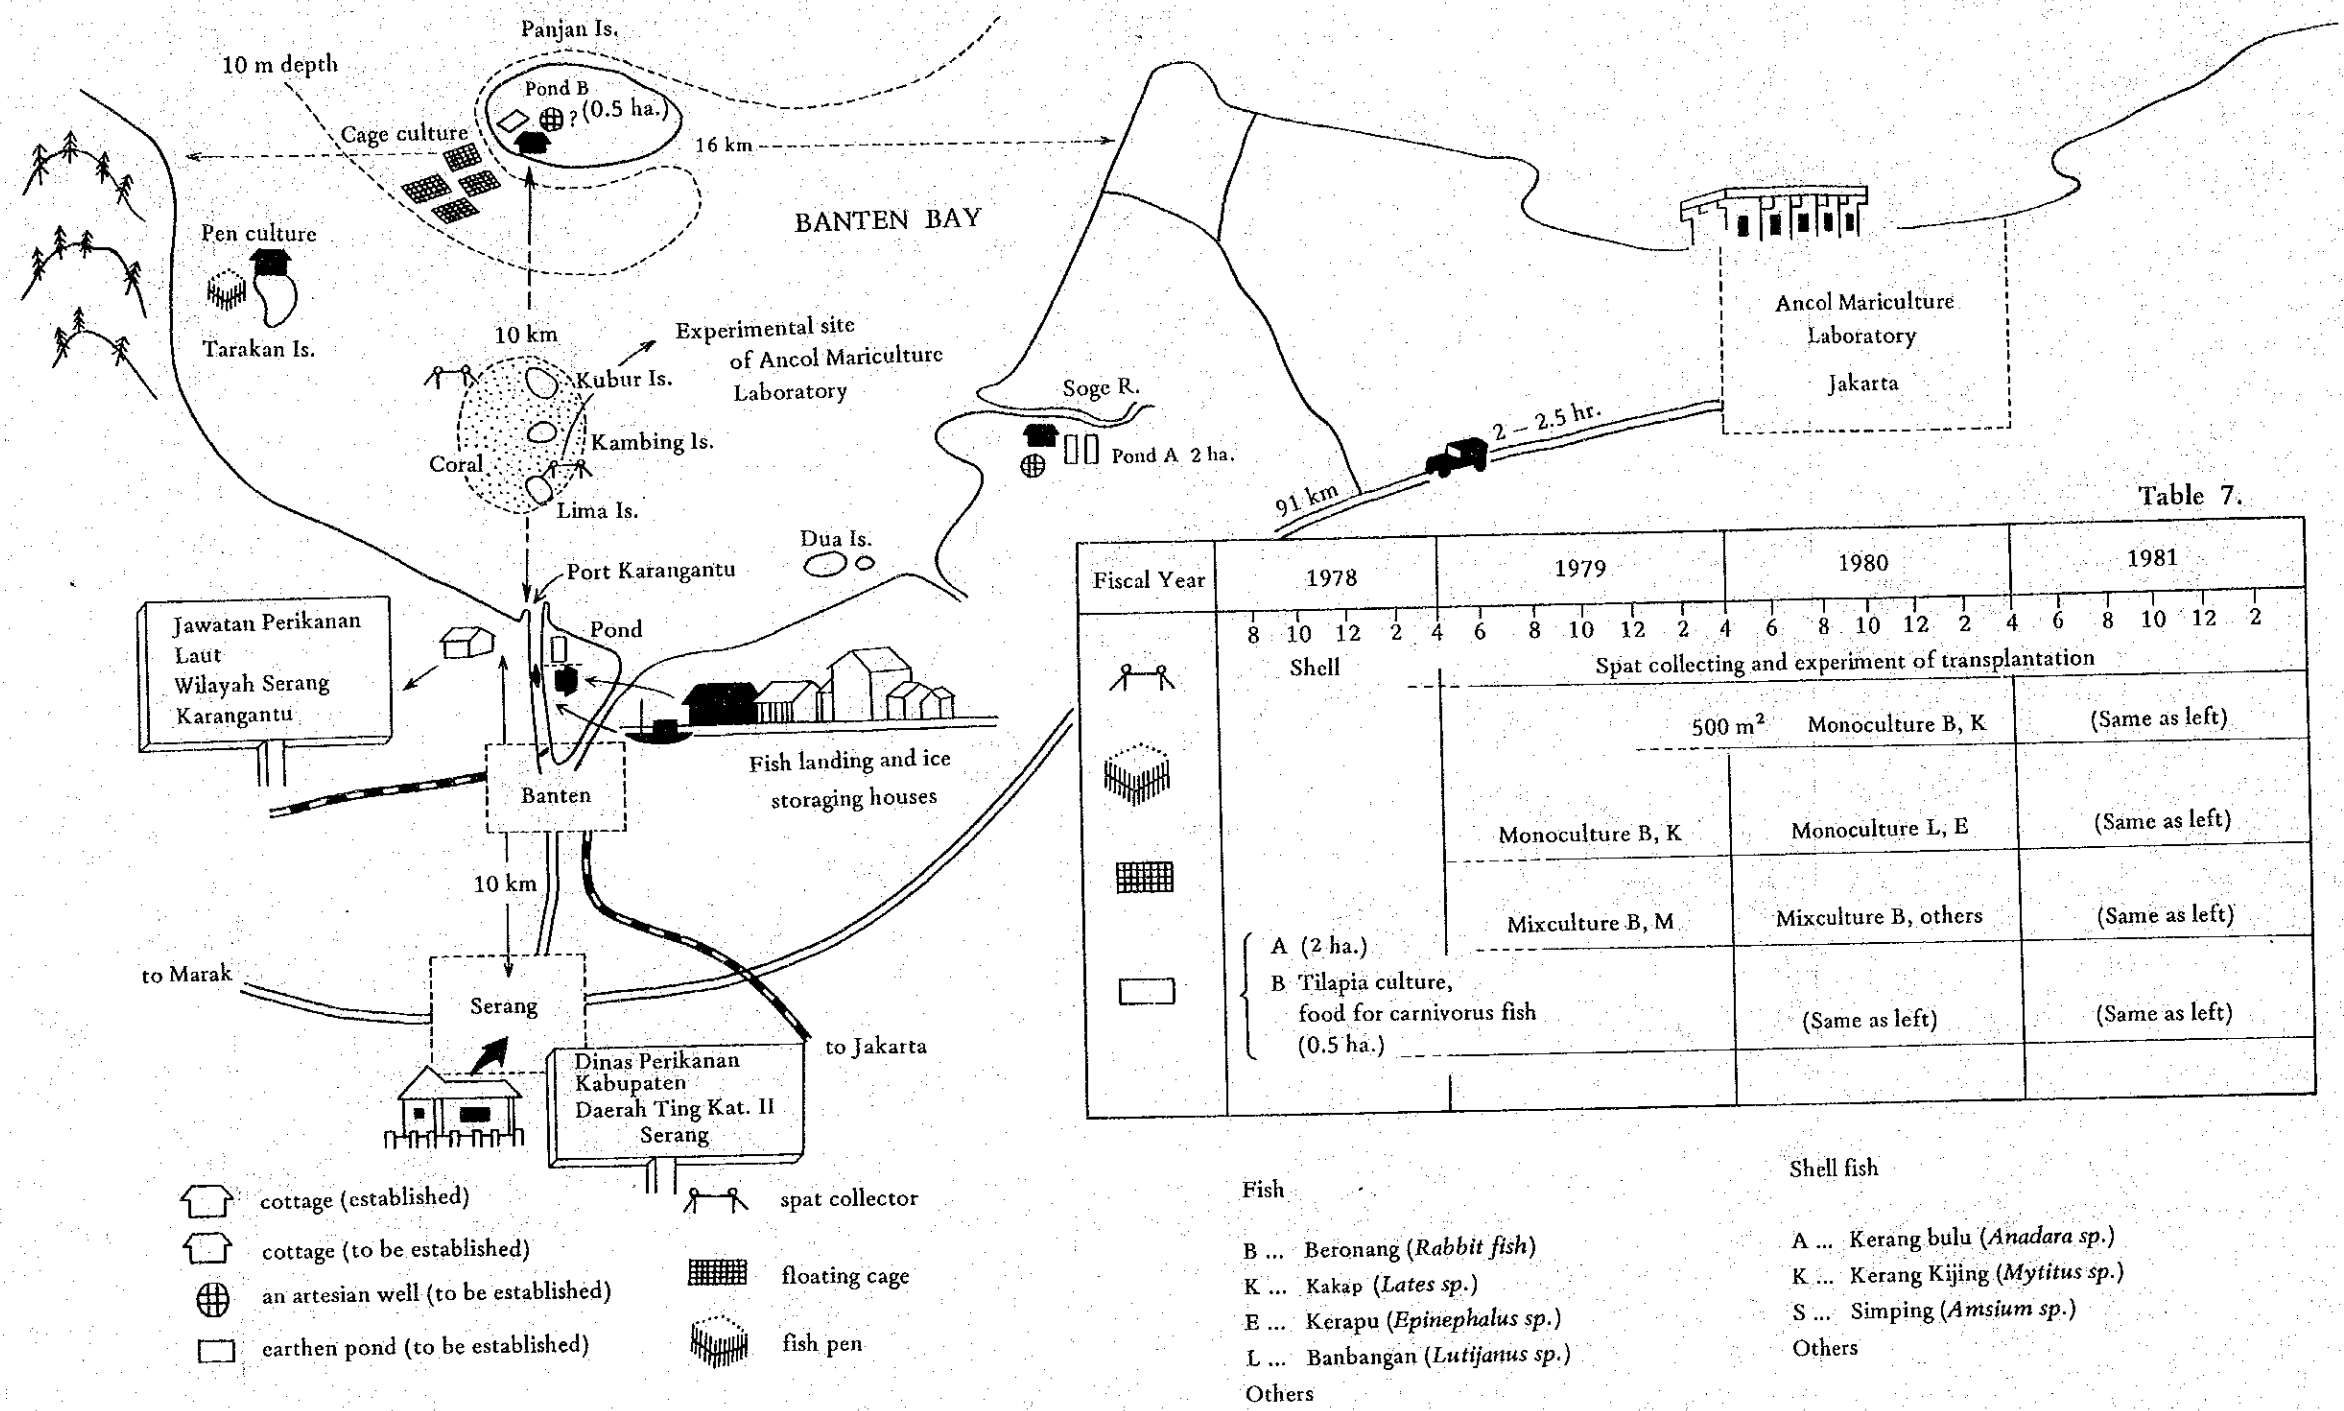 Panjan Is.
10 m depth
Pond B
? (0.5 ha.)
Cage culture
16 km
BANTEN BAY
Pen culture
Tarakan Is.
10 km
Experimental site
of Ancol Mariculture
Laboratory
Kubur Is.
Kambing Is.
Coral
Lima Is.
Soge R.
Pond A 2 ha.
Ancol Mariculture
Laboratory
Jakarta
2 – 2.5 hr.
91 km
Dua Is.
Port Karangantu
Pond
Jawatan Perikanan
Laut
Wilayah Serang
Karangantu
Fish landing and ice
storaging houses
Banten
10 km
to Marak
Serang
to Jakarta
Dinas Perikanan
Kabupaten
Daerah Ting Kat. II
Serang
Table 7.
Fiscal Year 1978 1979 1980 1981
8 10 12 2 4 6 8 10 12 2 4 6 8 10 12 2 4 6 8 10 12 2
Shell Spat collecting and experiment of transplantation
500 m² Monoculture B, K (Same as left)
Monoculture B, K Monoculture L, E (Same as left)
Mixculture B, M Mixculture B, others (Same as left)
A (2 ha.)
B Tilapia culture,
food for carnivorus fish (Same as left) (Same as left)
(0.5 ha.)
cottage (established)
cottage (to be established)
an artesian well (to be established)
earthen pond (to be established)
spat collector
floating cage
fish pen
Fish
B ... Beronang (Rabbit fish)
K ... Kakap (Lates sp.)
E ... Kerapu (Epinephalus sp.)
L ... Banbangan (Lutijanus sp.)
Others
Shell fish
A ... Kerang bulu (Anadara sp.)
K ... Kerang Kijing (Mytitus sp.)
S ... Simping (Amsium sp.)
Others